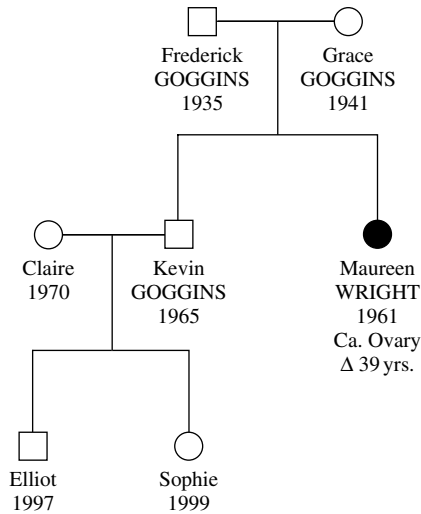 Frederick
GOGGINS
1935
Grace
GOGGINS
1941
Claire
1970
Kevin
GOGGINS
1965
Maureen
WRIGHT
1961
Ca. Ovary
Δ 39 yrs.
Elliot
1997
Sophie
1999